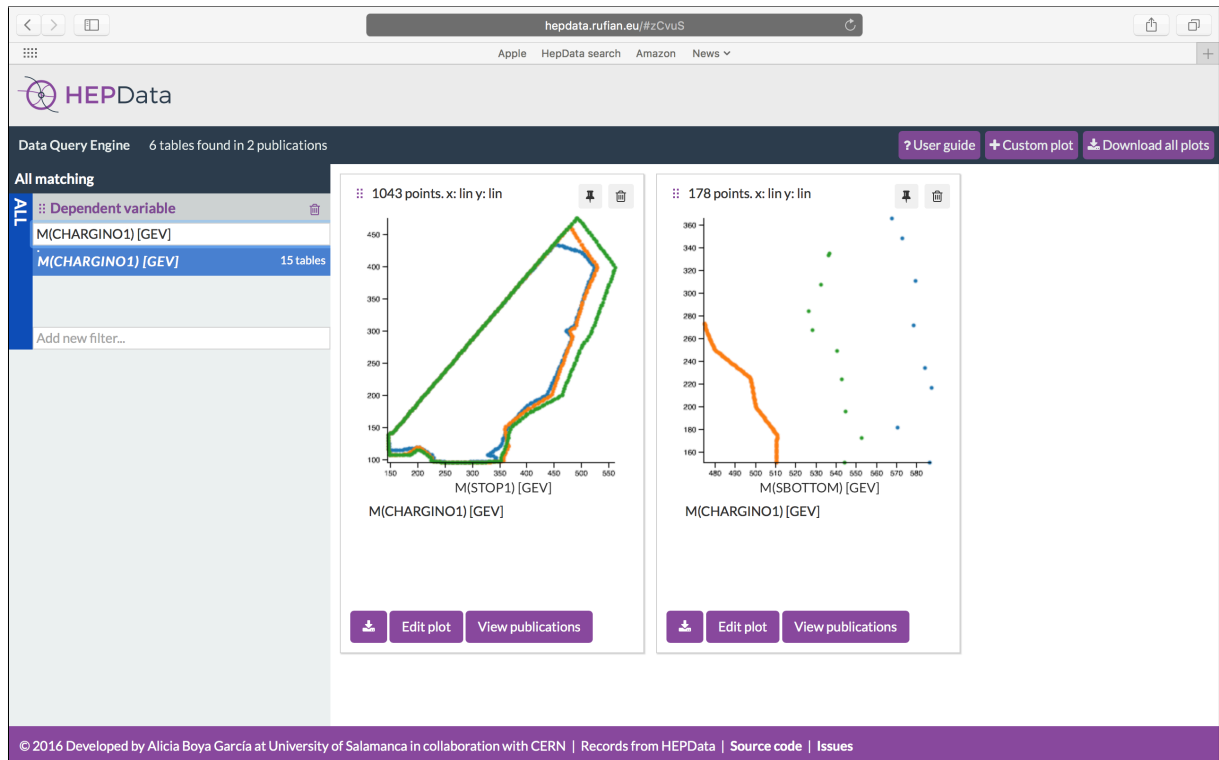 hepdata.rufian.eu/#zCvuS
Apple HepData search Amazon News
HEPData
Data Query Engine 6 tables found in 2 publications
? User guide
Custom plot
Download all plots
All matching
ALL
Dependent variable
M(CHARGINO1) [GEV]
M(CHARGINO1) [GEV] 15 tables
Add new filter...
1043 points. x: lin y: lin
450
400
350
300
250
200
150
100
150 200 250 300 350 400 450 500 550
M(STOP1) [GEV]
M(CHARGINO1) [GEV]
Edit plot
View publications
178 points. x: lin y: lin
360
340
320
300
280
260
240
220
200
180
160
480 490 500 510 520 530 540 550 560 570 580
M(SBOTTOM) [GEV]
M(CHARGINO1) [GEV]
Edit plot
View publications
© 2016 Developed by Alicia Boya García at University of Salamanca in collaboration with CERN | Records from HEPData | Source code | Issues